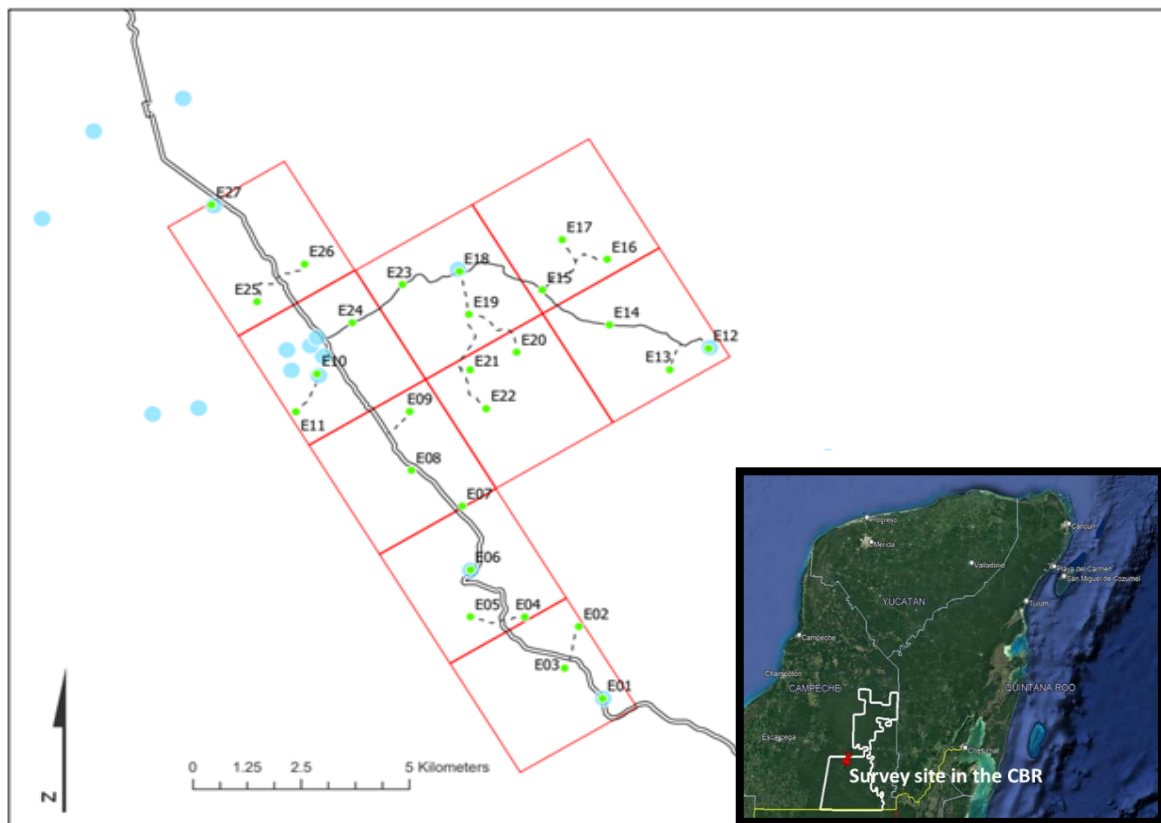 E27
E26
E25
E17
E16
E18
E23
E15
E24
E19
E14
E12
E20
E13
E10
E21
E22
E11
E09
E08
E07
E06
E05
E04
E02
E03
E01
0 1.25 2.5 5 Kilometers
N
Progreso
Mérida
Cancún
Valladolid
Playa del Carmen
San Miguel de Cozumel
YUCATAN
Tulum
Campeche
Champotón
CAMPECHE
QUINTANA ROO
Escárcega
Chetumal
Survey site in the CBR